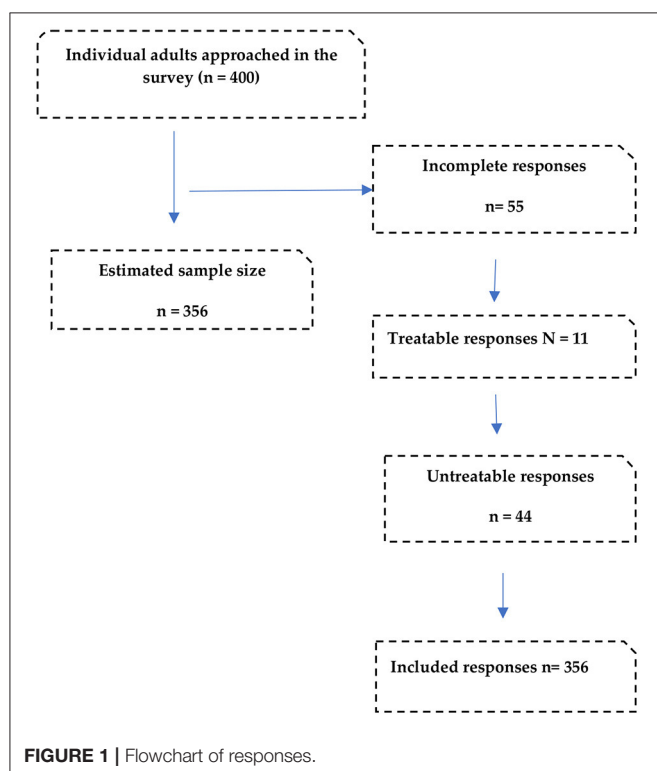 Individual adults approached in the
survey (n = 400)
Incomplete responses
n= 55
Estimated sample size
n = 356
Treatable responses N = 11
Untreatable responses
n = 44
Included responses n= 356
FIGURE 1 | Flowchart of responses.